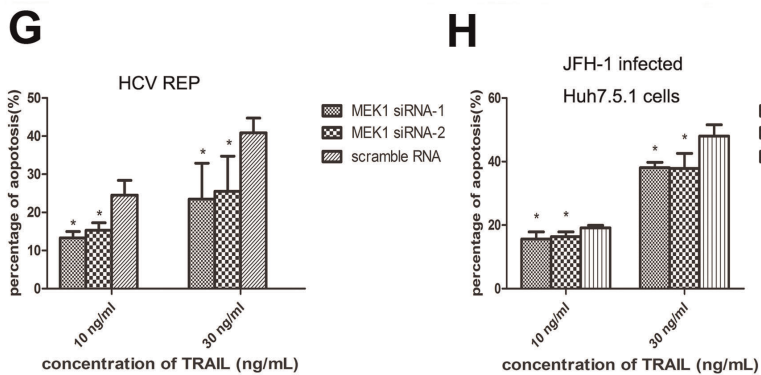 G
HCV REP
percentage of aopotosis(%)
50
40
30
20
10
0
* * * *
10 ng/ml
30 ng/ml
concentration of TRAIL (ng/mL)
MEK1 siRNA-1
MEK1 siRNA-2
scramble RNA
H
JFH-1 infected
Huh7.5.1 cells
percentage of aopotosis(%)
60
40
20
0
* * * *
10 ng/ml
30 ng/ml
concentration of TRAIL (ng/mL)